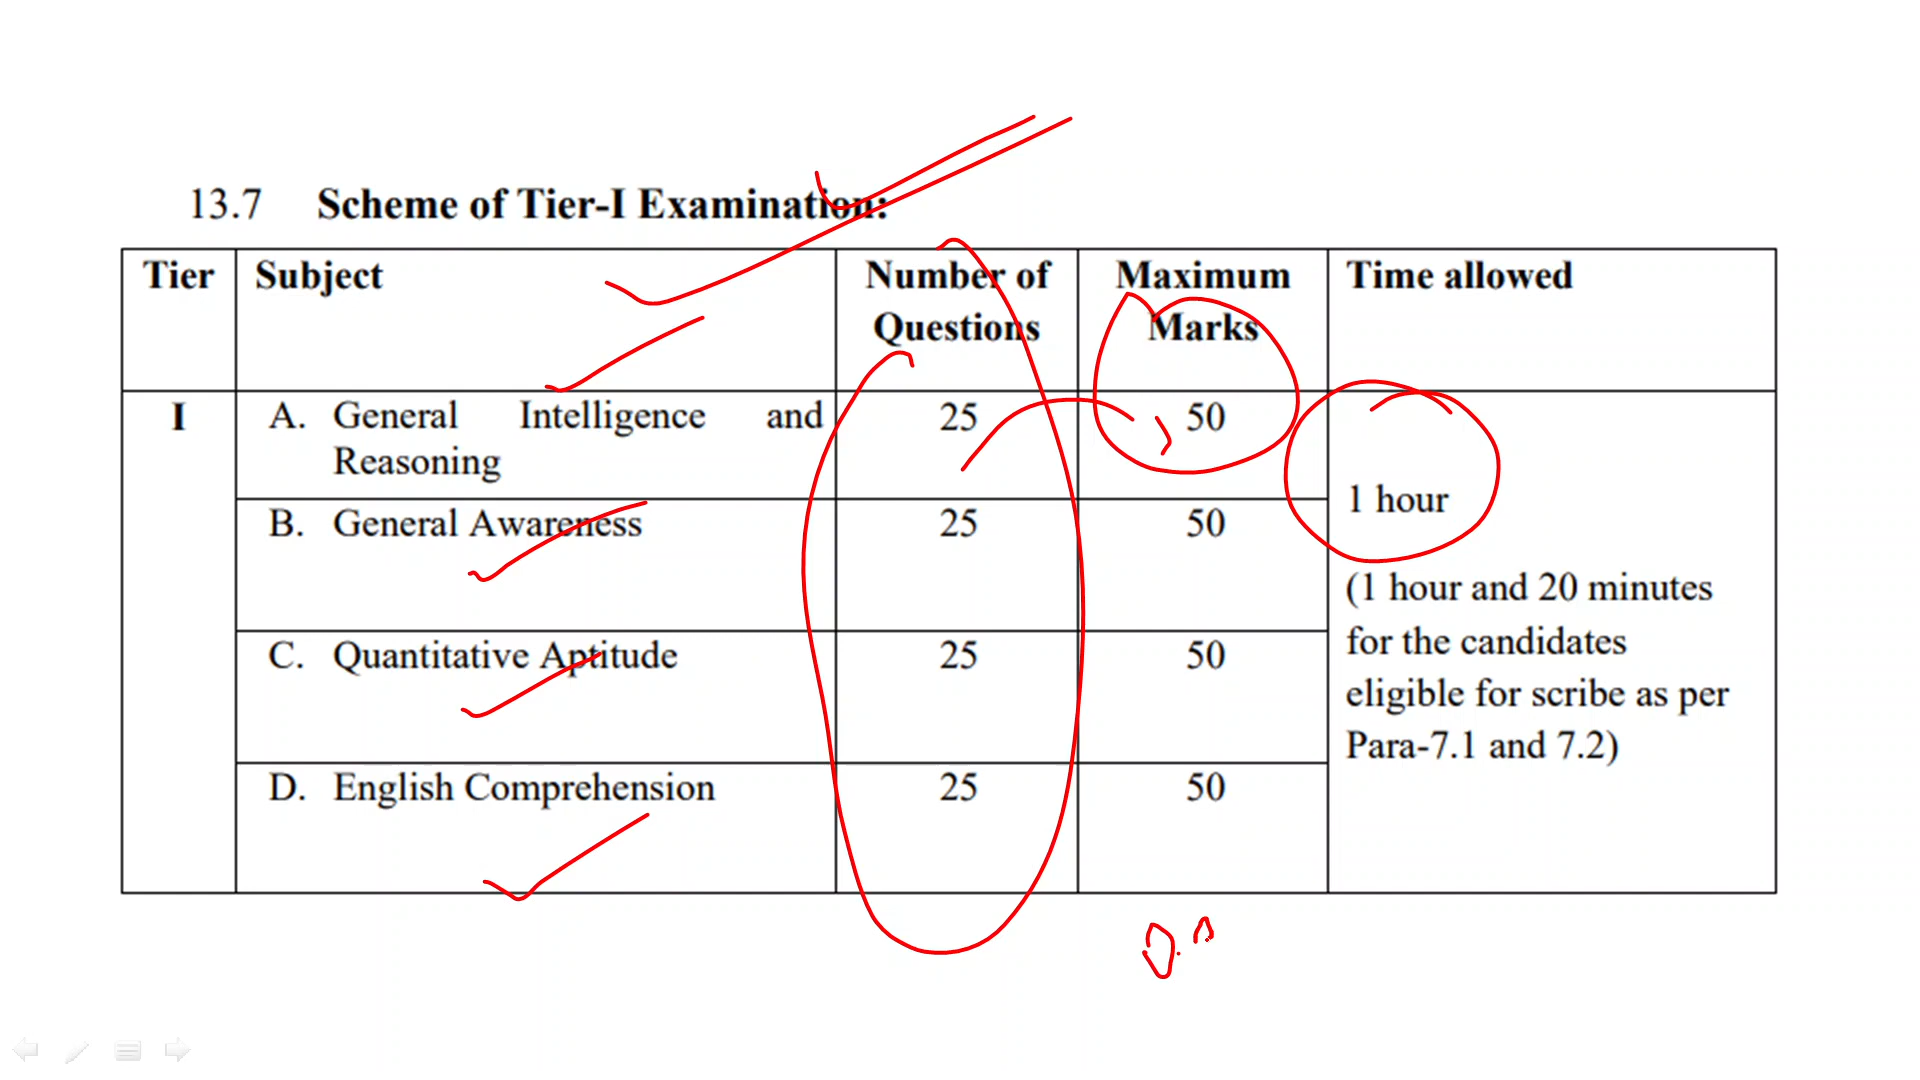 13.7 Scheme of Tier-I Examination:
Tier Subject Number of Questions Maximum Marks Time allowed
I A. General Intelligence and Reasoning 25 50
B. General Awareness 25 50
C. Quantitative Aptitude 25 50
D. English Comprehension 25 50
1 hour
(1 hour and 20 minutes
for the candidates
eligible for scribe as per
Para-7.1 and 7.2)